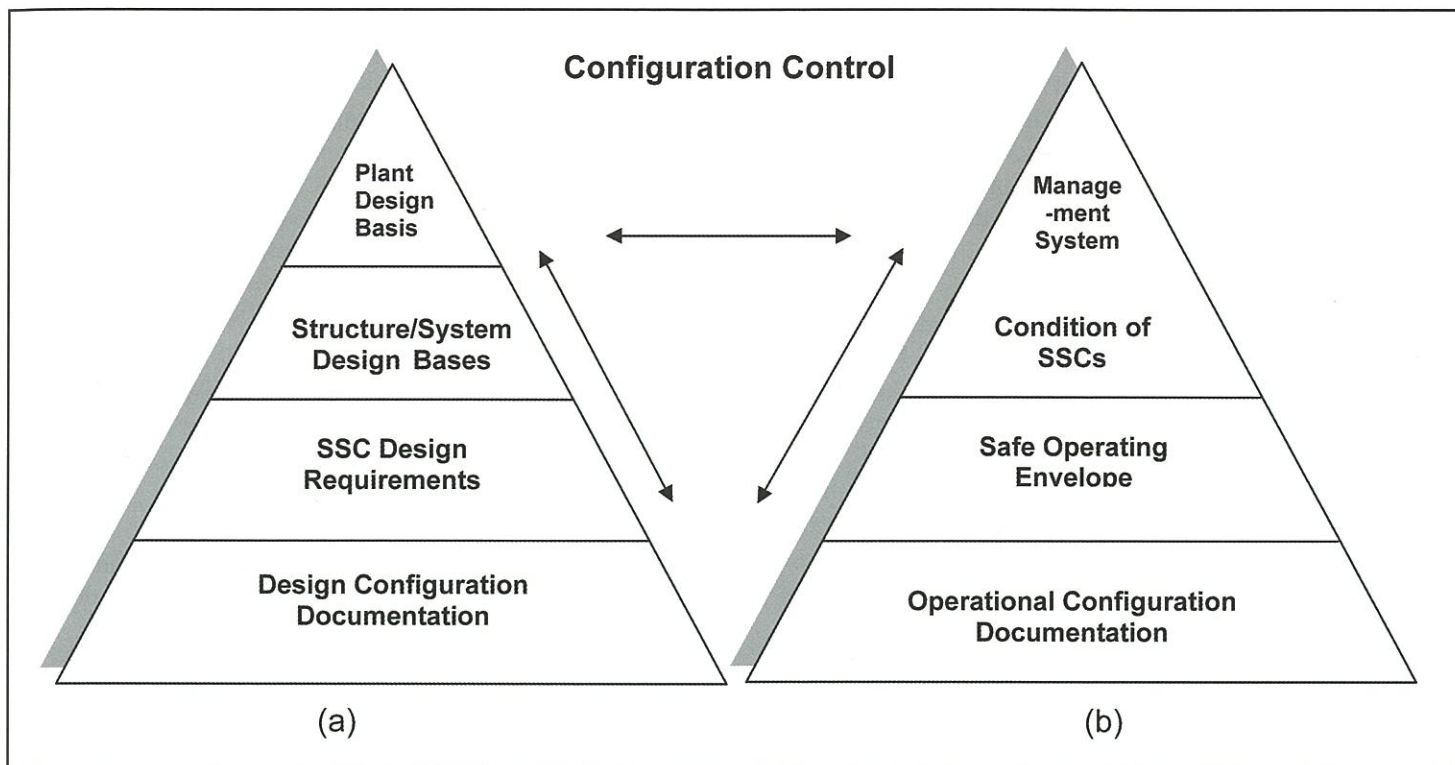 Configuration Control
Plant
Design
Basis
Structure/System
Design Bases
SSC Design
Requirements
Design Configuration
Documentation
(a)
Manage
-ment
System
Condition of
SSCs
Safe Operating
Envelope
Operational Configuration
Documentation
(b)